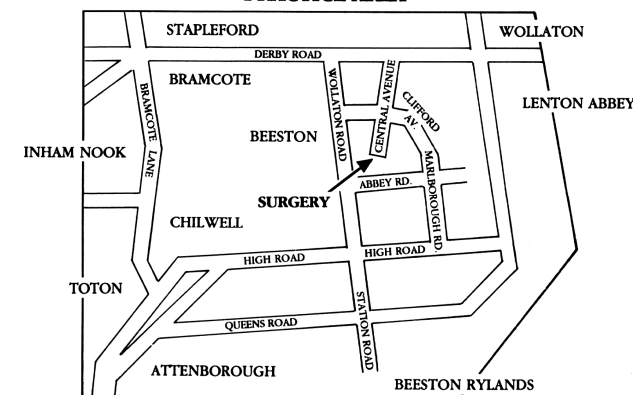 STAPLEFORD
WOLLATON
DERBY ROAD
BRAMCOTE
WOLLATON ROAD
CENTRAL AVENUE
CLIFFORD AV.
LENTON ABBEY
BRAMCOTE LANE
BEESTON
INHAM NOOK
MARLBOROUGH RD.
ABBEY RD.
SURGERY
CHILWELL
HIGH ROAD
HIGH ROAD
TOTON
STATION ROAD
QUEENS ROAD
ATTENBOROUGH
BEESTON RYLANDS